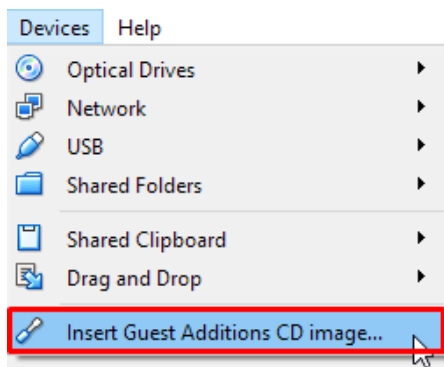 Devices Help
Optical Drives
Network
USB
Shared Folders
Shared Clipboard
Drag and Drop
Insert Guest Additions CD image...